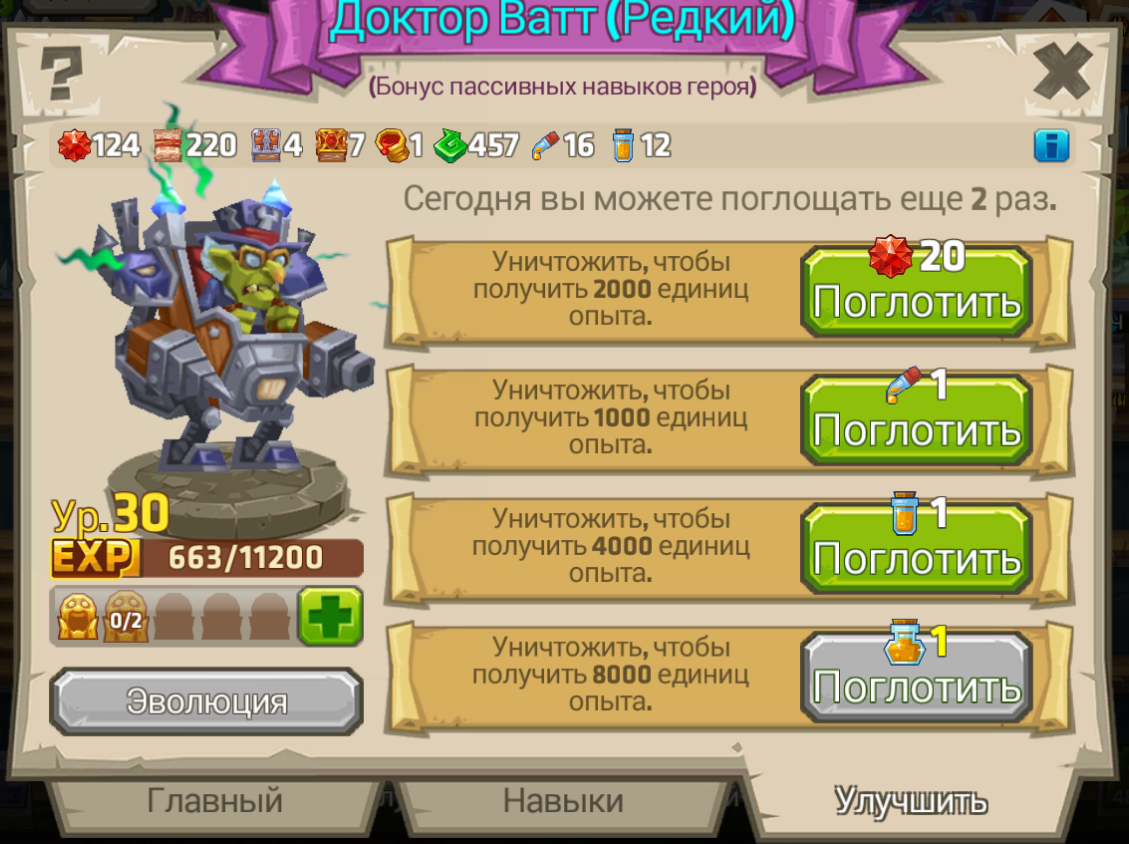 Доктор Ватт (Редкий)
(Бонус пассивных навыков героя)
124 220 4 7 1 457 16 12
Сегодня вы можете поглощать еще 2 раз.
Уничтожить, чтобы
получить 2000 единиц
опыта.
20
Поглотить
Уничтожить, чтобы
получить 1000 единиц
опыта.
1
Поглотить
Уничтожить, чтобы
получить 4000 единиц
опыта.
1
Поглотить
Уничтожить, чтобы
получить 8000 единиц
опыта.
1
Поглотить
Ур.30
EXP 663/11200
0/2
Эволюция
Главный Навыки Улучшить